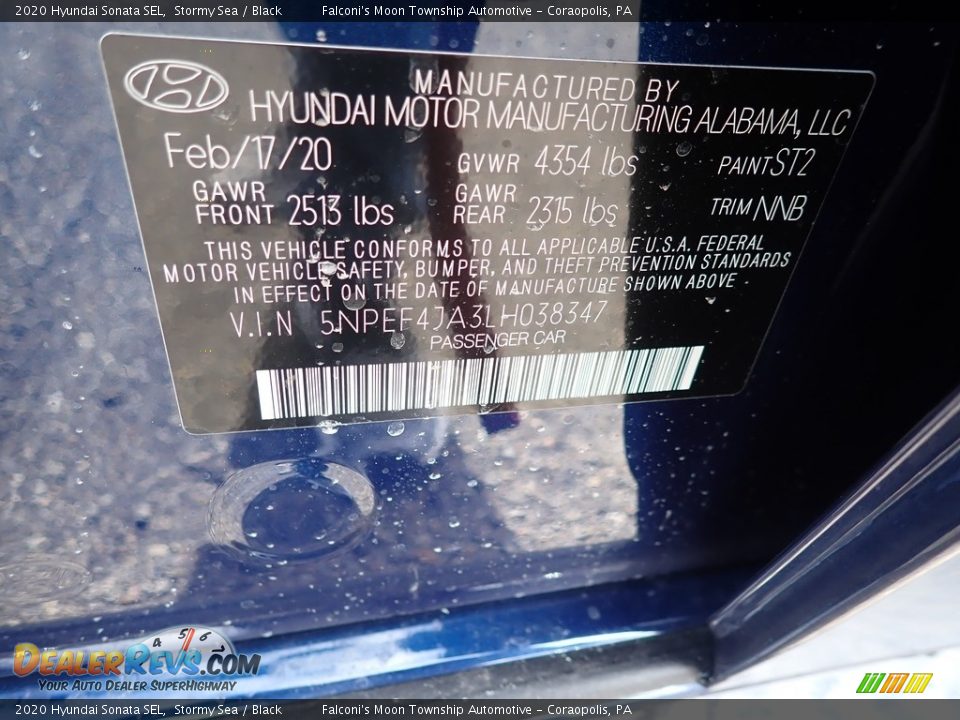 2020 Hyundai Sonata SEL, Stormy Sea / Black Falconi's Moon Township Automotive - Coraopolis, PA
MANUFACTURED BY
HYUNDAI MOTOR MANUFACTURING ALABAMA, LLC
Feb/17/20 GVWR 4354 lbs PAINT ST2
GAWR FRONT 2513 lbs GAWR REAR 2315 lbs TRIM NNB
THIS VEHICLE CONFORMS TO ALL APPLICABLE U.S.A. FEDERAL
MOTOR VEHICLE SAFETY, BUMPER, AND THEFT PREVENTION STANDARDS
IN EFFECT ON THE DATE OF MANUFACTURE SHOWN ABOVE
V.I.N 5NPEF4JA3LH038347
PASSENGER CAR
4 5 6 7
DEALERREVS.COM
YOUR AUTO DEALER SUPERHIGHWAY
2020 Hyundai Sonata SEL, Stormy Sea / Black Falconi's Moon Township Automotive - Coraopolis, PA